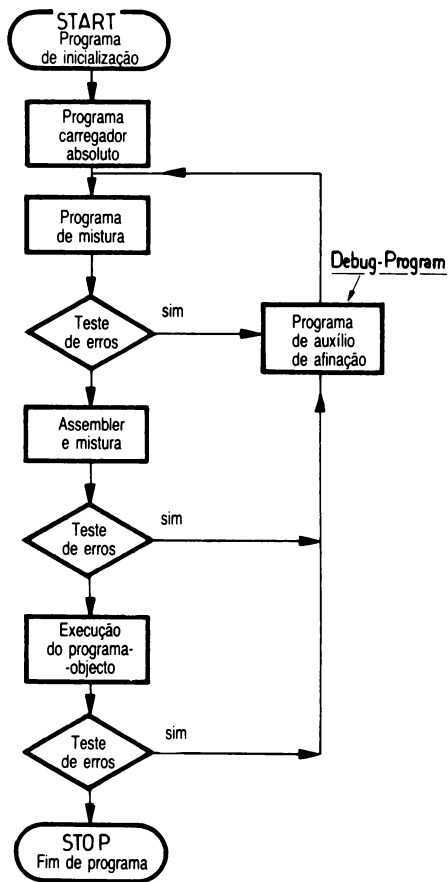 START
Programa
de inicialização
Programa
carregador
absoluto
Programa
de mistura
Debug-Program
Teste
de erros
sim
Programa
de auxílio
de afinação
Assembler
e mistura
Teste
de erros
sim
Execução
do programa-
-objecto
Teste
de erros
sim
STOP
Fim de programa